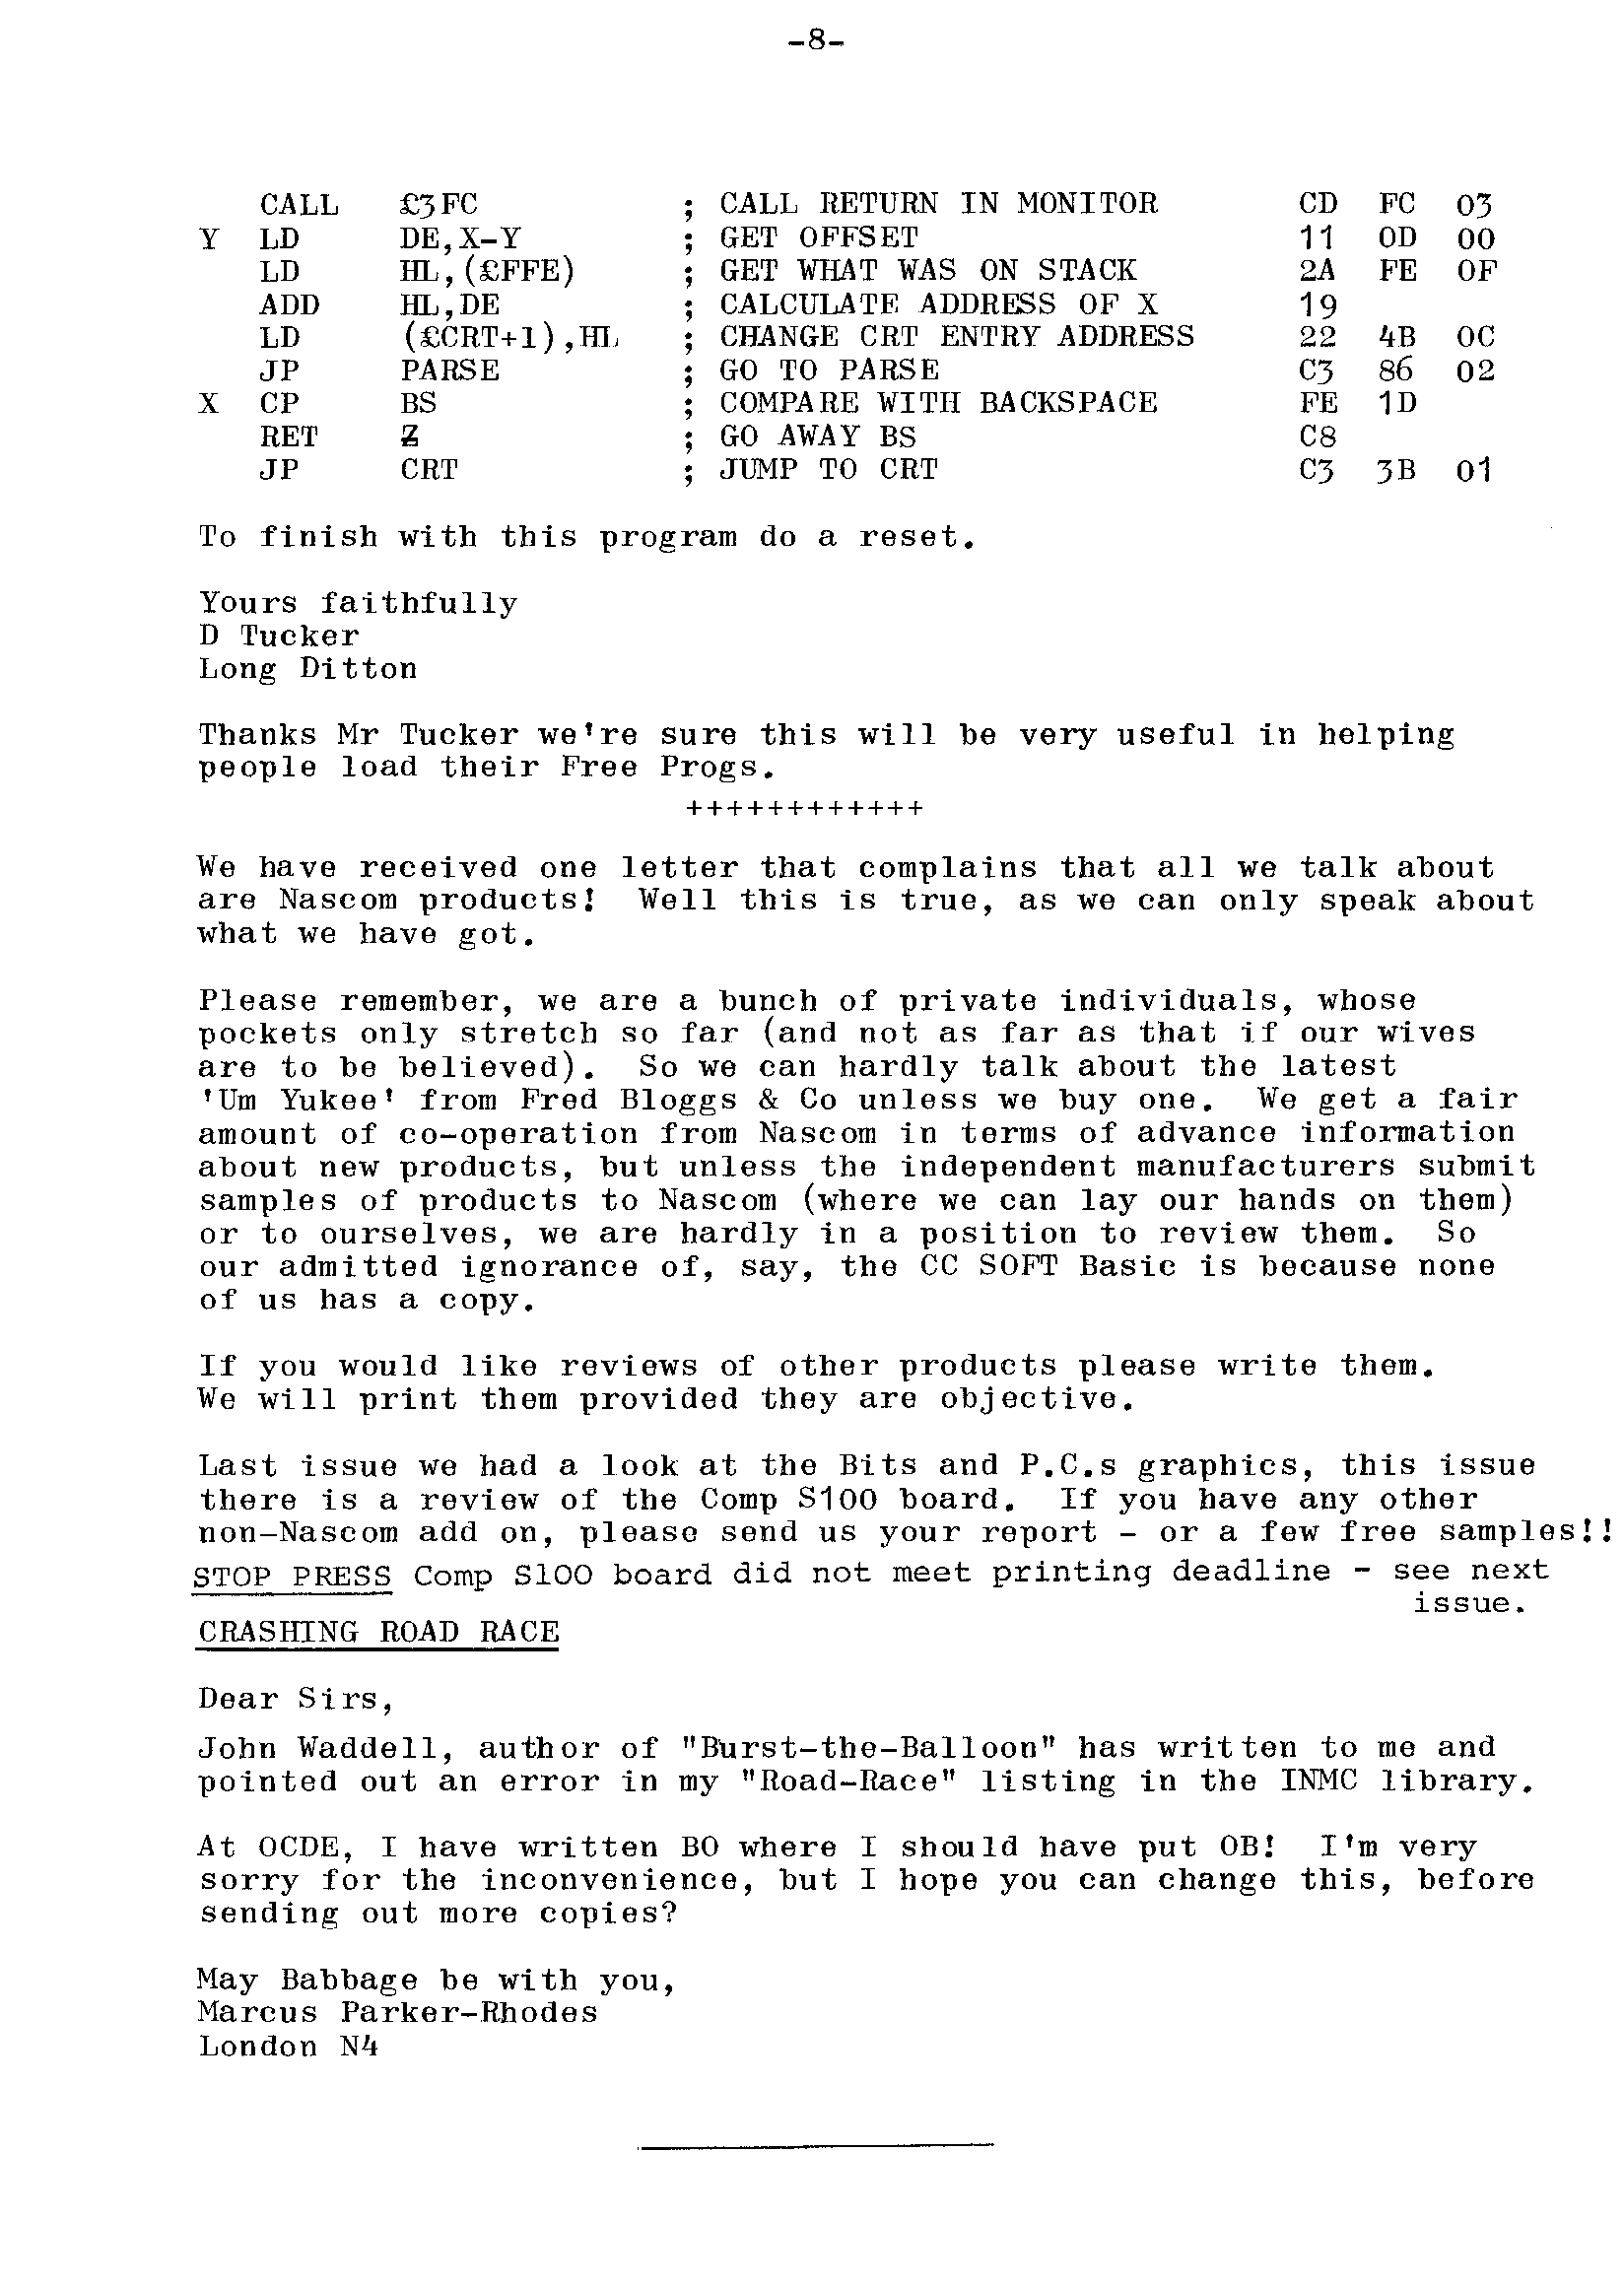 -8-
CALL £3FC ; CALL RETURN IN MONITOR CD FC 03
Y LD DE,X-Y ; GET OFFSET 11 0D 00
LD HL,(£FFE) ; GET WHAT WAS ON STACK 2A FE 0F
ADD HL,DE ; CALCULATE ADDRESS OF X 19
LD (£CRT+1),HL ; CHANGE CRT ENTRY ADDRESS 22 4B 0C
JP PARSE ; GO TO PARSE C3 86 02
X CP BS ; COMPARE WITH BACKSPACE FE 1D
RET Z ; GO AWAY BS C8
JP CRT ; JUMP TO CRT C3 3B 01
To finish with this program do a reset.
Yours faithfully
D Tucker
Long Ditton
Thanks Mr Tucker we're sure this will be very useful in helping
people load their Free Progs.
++++++++++++
We have received one letter that complains that all we talk about
are Nascom products! Well this is true, as we can only speak about
what we have got.
Please remember, we are a bunch of private individuals, whose
pockets only stretch so far (and not as far as that if our wives
are to be believed). So we can hardly talk about the latest
'Um Yukee' from Fred Bloggs & Co unless we buy one. We get a fair
amount of co-operation from Nascom in terms of advance information
about new products, but unless the independent manufacturers submit
samples of products to Nascom (where we can lay our hands on them)
or to ourselves, we are hardly in a position to review them. So
our admitted ignorance of, say, the CC SOFT Basic is because none
of us has a copy.
If you would like reviews of other products please write them.
We will print them provided they are objective.
Last issue we had a look at the Bits and P.C.s graphics, this issue
there is a review of the Comp S100 board. If you have any other
non-Nascom add on, please send us your report - or a few free samples!!
STOP PRESS Comp S100 board did not meet printing deadline - see next
issue.
CRASHING ROAD RACE
Dear Sirs,
John Waddell, author of "Burst-the-Balloon" has written to me and
pointed out an error in my "Road-Race" listing in the INMC library.
At OCDE, I have written BO where I should have put OB! I'm very
sorry for the inconvenience, but I hope you can change this, before
sending out more copies?
May Babbage be with you,
Marcus Parker-Rhodes
London N4